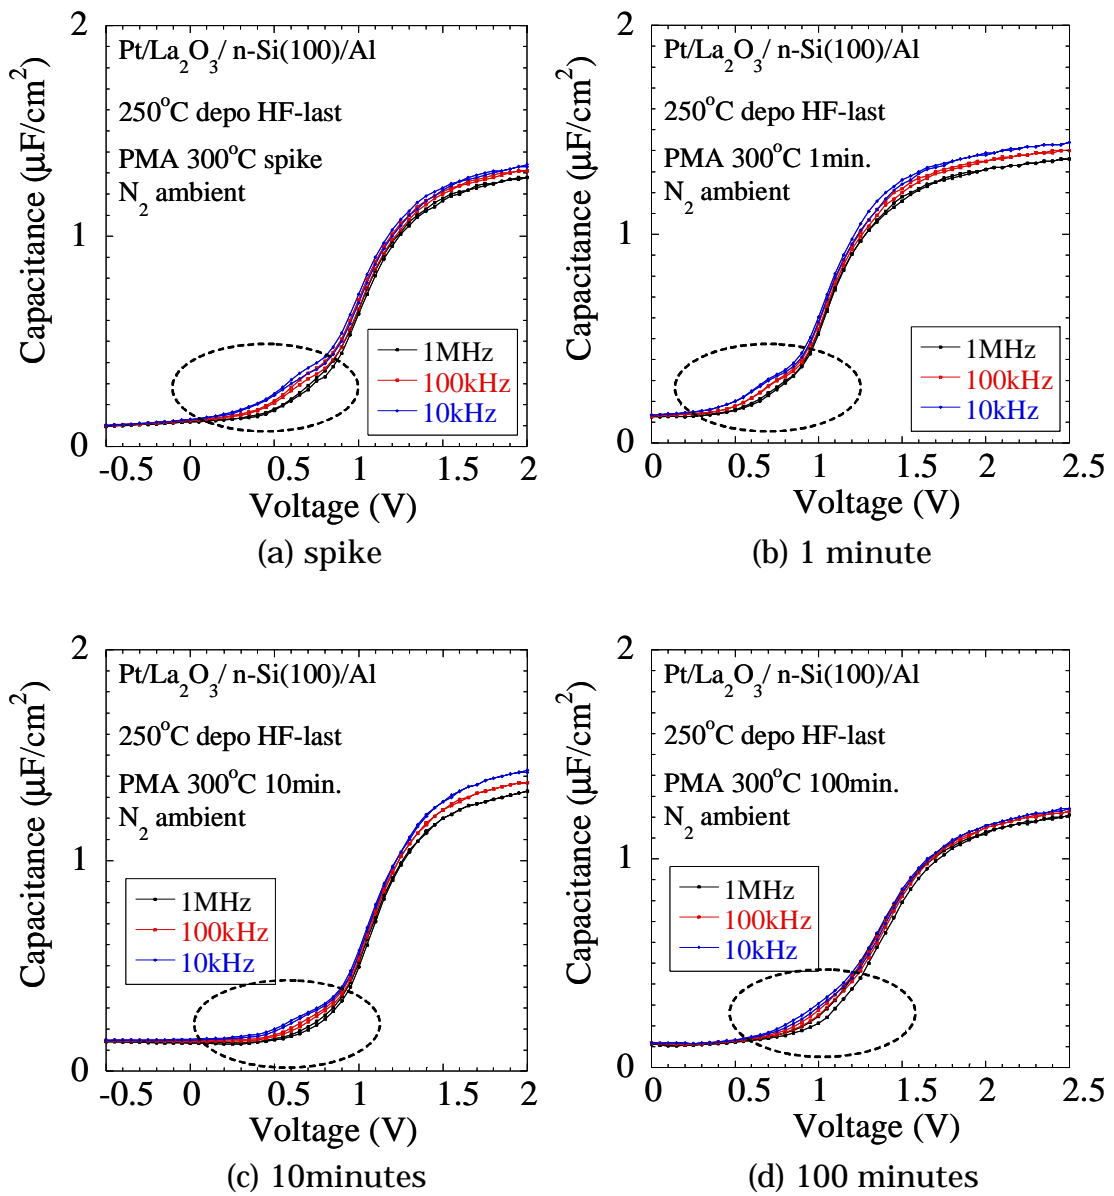 2
Pt/La₂O₃/ n-Si(100)/Al
250°C depo HF-last
PMA 300°C spike
N₂ ambient
Capacitance (μF/cm²)
1
0
1MHz
100kHz
10kHz
-0.5 0 0.5 1 1.5 2
Voltage (V)
(a) spike
2
Pt/La₂O₃/ n-Si(100)/Al
250°C depo HF-last
PMA 300°C 1min.
N₂ ambient
Capacitance (μF/cm²)
1
0
1MHz
100kHz
10kHz
0 0.5 1 1.5 2 2.5
Voltage (V)
(b) 1 minute
2
Pt/La₂O₃/ n-Si(100)/Al
250°C depo HF-last
PMA 300°C 10min.
N₂ ambient
Capacitance (μF/cm²)
1
0
1MHz
100kHz
10kHz
-0.5 0 0.5 1 1.5 2
Voltage (V)
(c) 10minutes
2
Pt/La₂O₃/ n-Si(100)/Al
250°C depo HF-last
PMA 300°C 100min.
N₂ ambient
Capacitance (μF/cm²)
1
0
1MHz
100kHz
10kHz
0 0.5 1 1.5 2 2.5
Voltage (V)
(d) 100 minutes